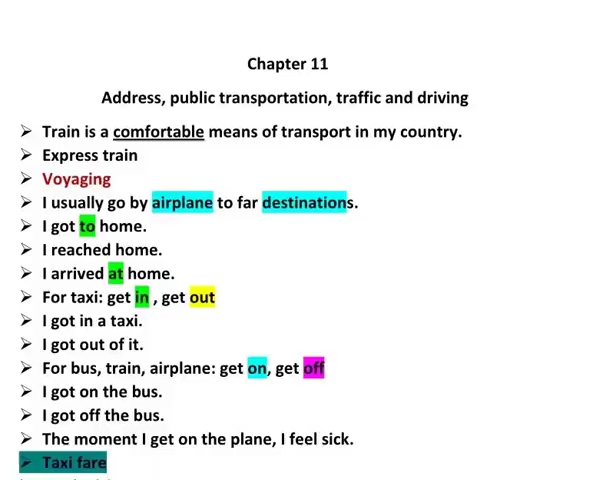 Chapter 11
Address, public transportation, traffic and driving
➢ Train is a comfortable means of transport in my country.
➢ Express train
➢ Voyaging
➢ I usually go by airplane to far destinations.
➢ I got to home.
➢ I reached home.
➢ I arrived at home.
➢ For taxi: get in , get out
➢ I got in a taxi.
➢ I got out of it.
➢ For bus, train, airplane: get on, get off
➢ I got on the bus.
➢ I got off the bus.
➢ The moment I get on the plane, I feel sick.
➢ Taxi fare